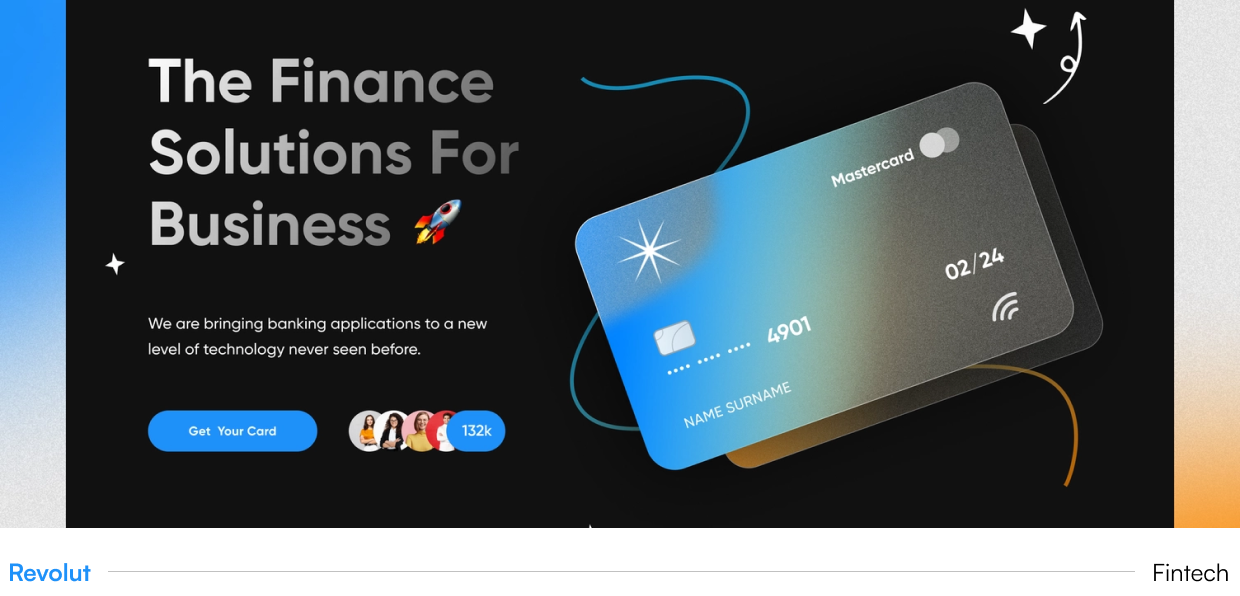 The Finance
Solutions For
Business 🚀
We are bringing banking applications to a new
level of technology never seen before.
Get Your Card
132k
Mastercard
02/24
•••• •••• •••• 4901
NAME SURNAME
Revolut
Fintech